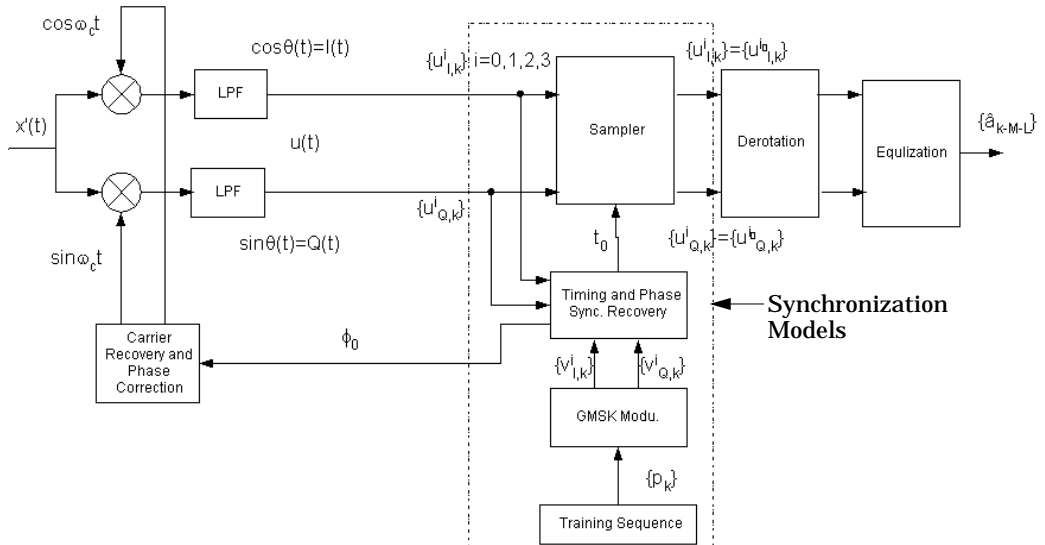 cosω_c t
cosθ(t)=I(t)
{u^i_I,k} i=0,1,2,3
{u^i_I,k}={u^i0_I,k}
LPF
x'(t)
u(t)
Sampler
Derotation
Equlization
{â_k-M-L}
LPF
{u^i_Q,k}
sinθ(t)=Q(t)
sinω_c t
t_0
{u^i_Q,k}={u^i0_Q,k}
Timing and Phase
Sync. Recovery
Synchronization
Models
Carrier
Recovery and
Phase
Correction
ϕ_0
{v^i_I,k}
{v^i_Q,k}
GMSK Modu.
{p_k}
Training Sequence